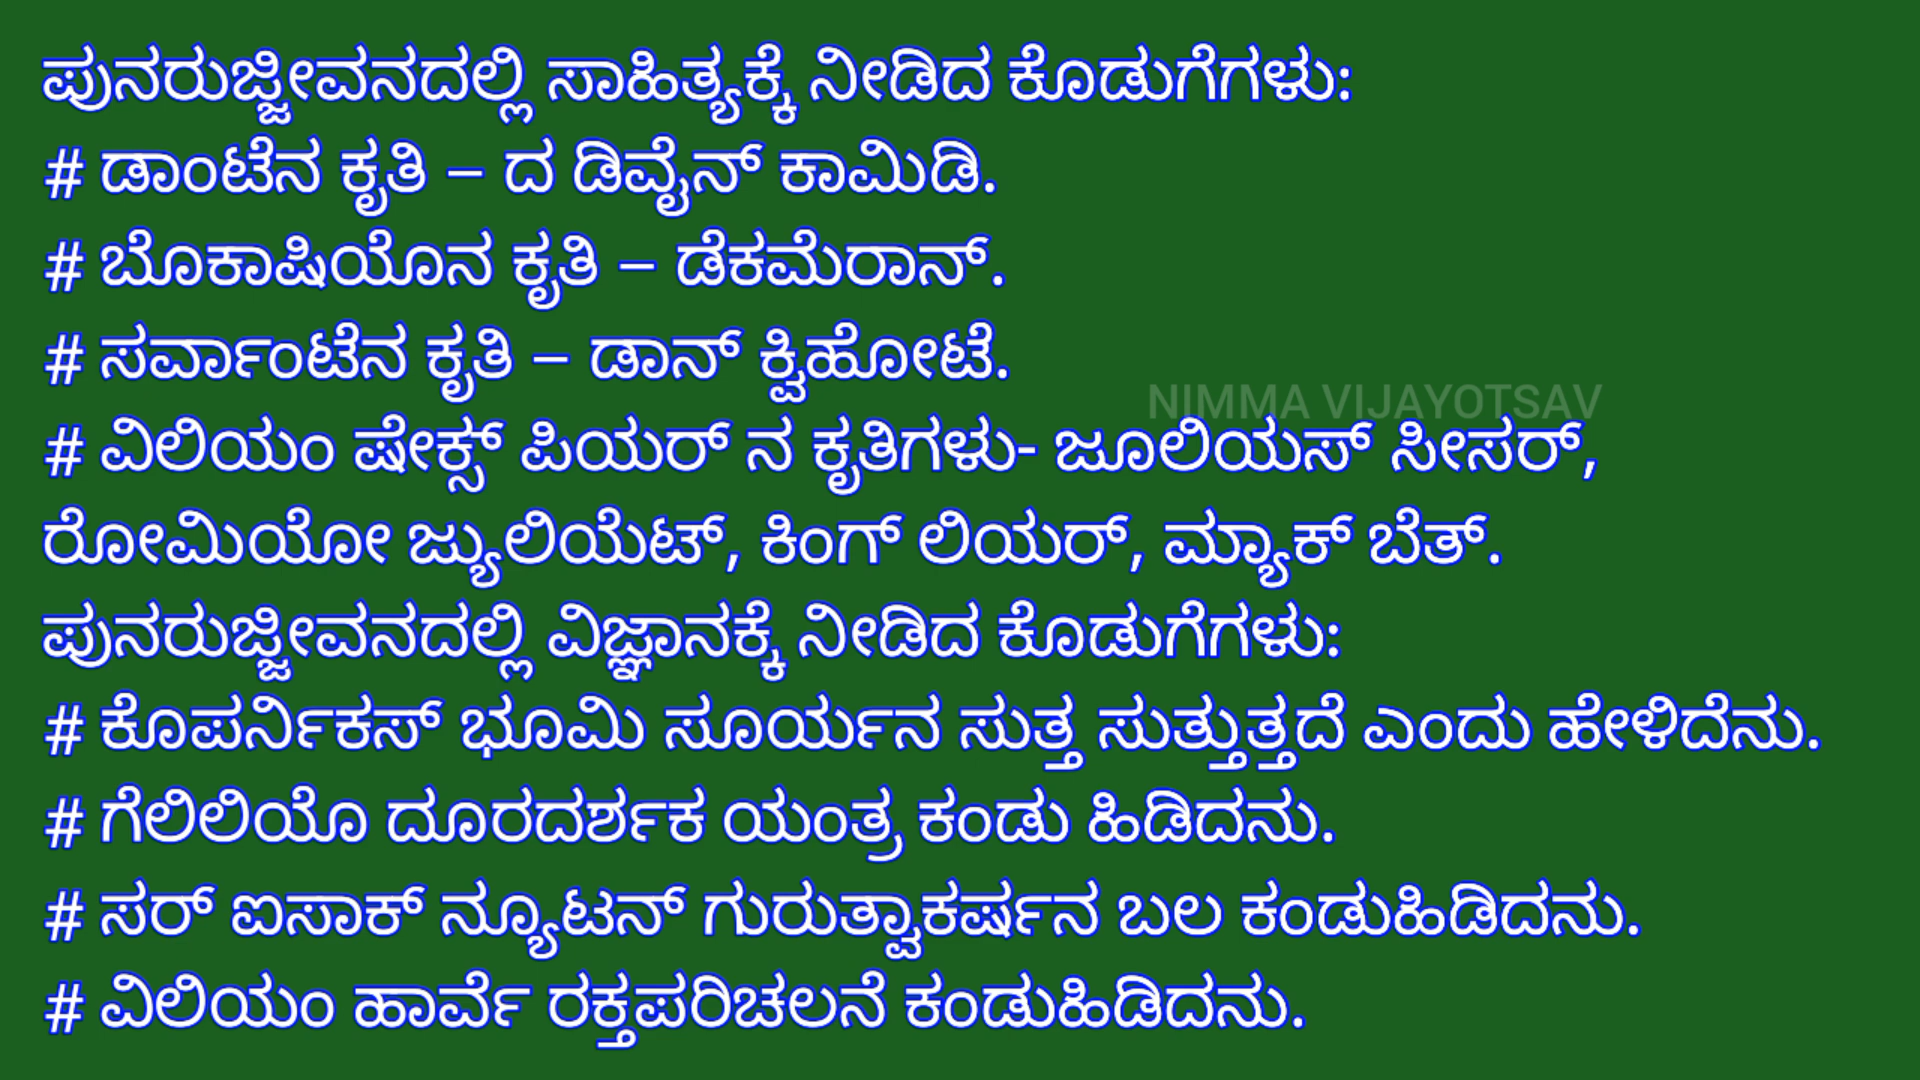 ಪುನರುಜ್ಜೀವನದಲ್ಲಿ ಸಾಹಿತ್ಯಕ್ಕೆ ನೀಡಿದ ಕೊಡುಗೆಗಳು:
# ಡಾಂಟೆನ ಕೃತಿ – ದ ಡಿವೈನ್ ಕಾಮಿಡಿ.
# ಬೊಕಾಷಿಯೊನ ಕೃತಿ – ಡೆಕಮೆರಾನ್.
# ಸರ್ವಾಂಟೆನ ಕೃತಿ – ಡಾನ್ ಕ್ವಿಹೋಟೆ.
NIMMA VIJAYOTSAV
# ವಿಲಿಯಂ ಷೇಕ್ಸ್ ಪಿಯರ್ ನ ಕೃತಿಗಳು- ಜೂಲಿಯಸ್ ಸೀಸರ್,
ರೋಮಿಯೋ ಜ್ಯುಲಿಯೆಟ್, ಕಿಂಗ್ ಲಿಯರ್, ಮ್ಯಾಕ್ ಬೆತ್.
ಪುನರುಜ್ಜೀವನದಲ್ಲಿ ವಿಜ್ಞಾನಕ್ಕೆ ನೀಡಿದ ಕೊಡುಗೆಗಳು:
# ಕೊಪರ್ನಿಕಸ್ ಭೂಮಿ ಸೂರ್ಯನ ಸುತ್ತ ಸುತ್ತುತ್ತದೆ ಎಂದು ಹೇಳಿದೆನು.
# ಗೆಲಿಲಿಯೊ ದೂರದರ್ಶಕ ಯಂತ್ರ ಕಂಡು ಹಿಡಿದನು.
# ಸರ್ ಐಸಾಕ್ ನ್ಯೂಟನ್ ಗುರುತ್ವಾಕರ್ಷನ ಬಲ ಕಂಡುಹಿಡಿದನು.
# ವಿಲಿಯಂ ಹಾರ್ವೆ ರಕ್ತಪರಿಚಲನೆ ಕಂಡುಹಿಡಿದನು.